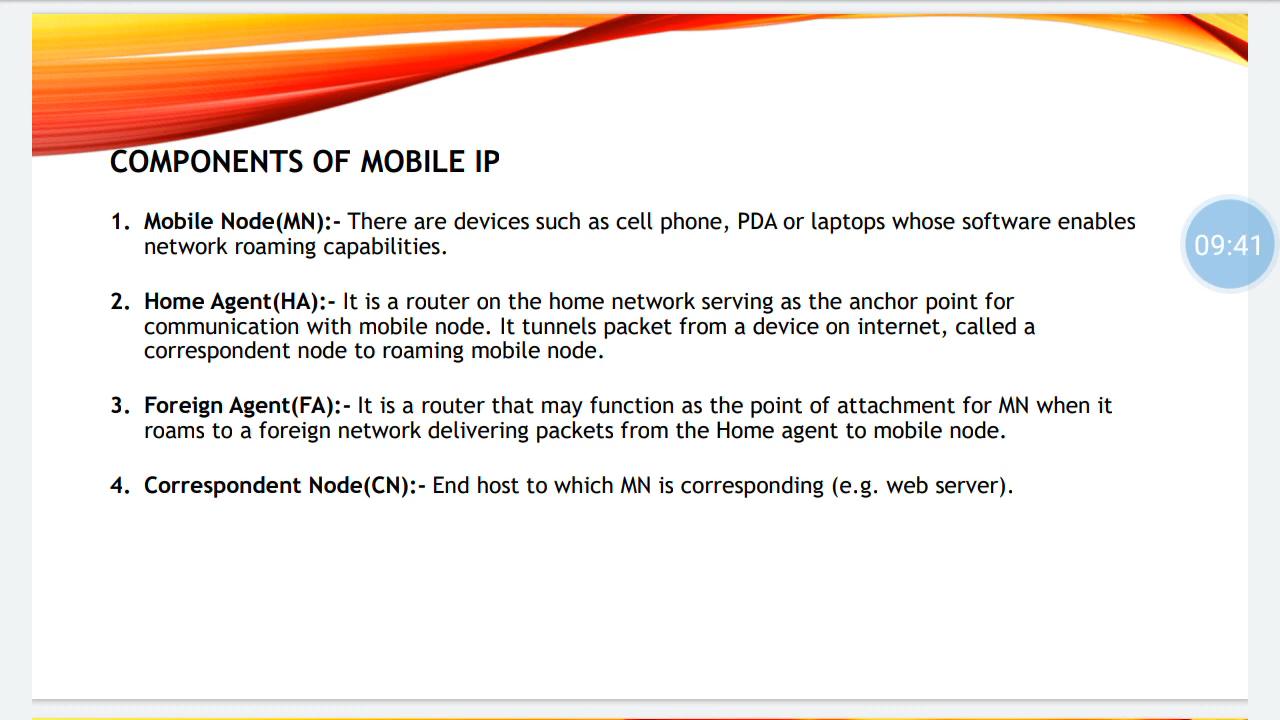 COMPONENTS OF MOBILE IP
1. Mobile Node(MN):- There are devices such as cell phone, PDA or laptops whose software enables
network roaming capabilities.
09:41
2. Home Agent(HA):- It is a router on the home network serving as the anchor point for
communication with mobile node. It tunnels packet from a device on internet, called a
correspondent node to roaming mobile node.
3. Foreign Agent(FA):- It is a router that may function as the point of attachment for MN when it
roams to a foreign network delivering packets from the Home agent to mobile node.
4. Correspondent Node(CN):- End host to which MN is corresponding (e.g. web server).